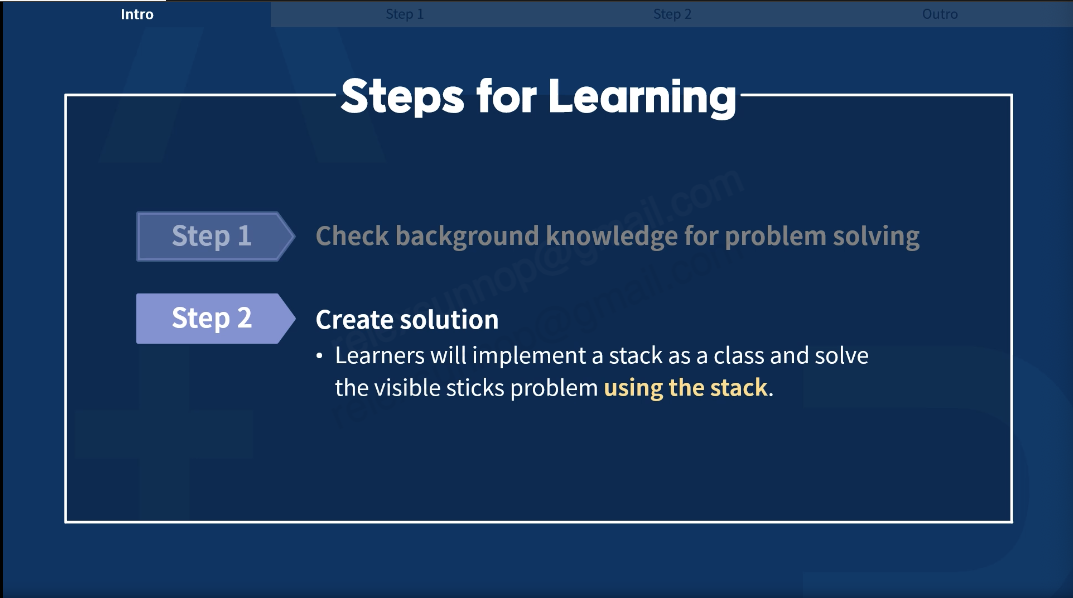 Intro
Step 1
Step 2
Outro
Steps for Learning
Step 1
Check background knowledge for problem solving
Step 2
Create solution
• Learners will implement a stack as a class and solve
the visible sticks problem using the stack.